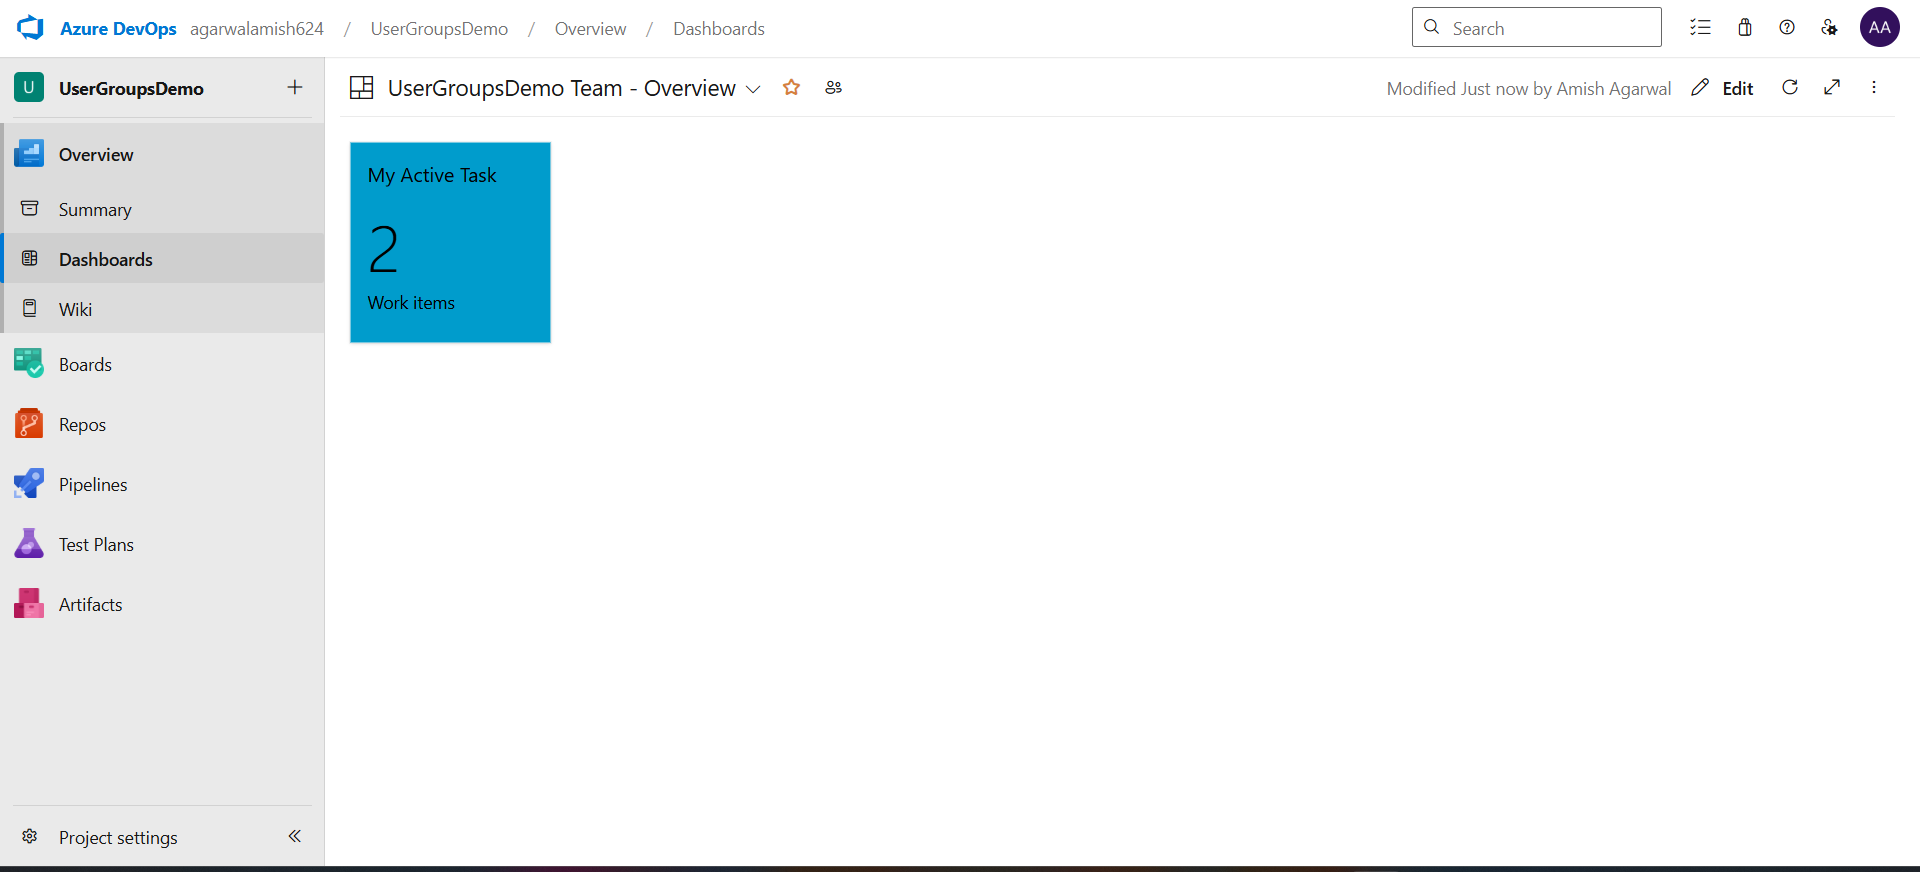 Azure DevOps agarwalamish624 / UserGroupsDemo / Overview / Dashboards
Search
AA
U UserGroupsDemo
UserGroupsDemo Team - Overview
Modified Just now by Amish Agarwal
Edit
Overview
Summary
Dashboards
Wiki
Boards
Repos
Pipelines
Test Plans
Artifacts
Project settings
My Active Task
2
Work items